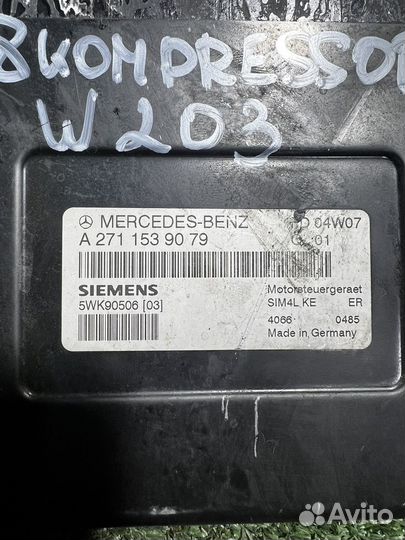 8 KOMPRESSOR
W203
MERCEDES-BENZ
04W07
A 271 153 90 79
01
SIEMENS
5WK90506 [03]
Motorsteuergeraet
SIM4L KE ER
4066 0485
Made in Germany
Avito